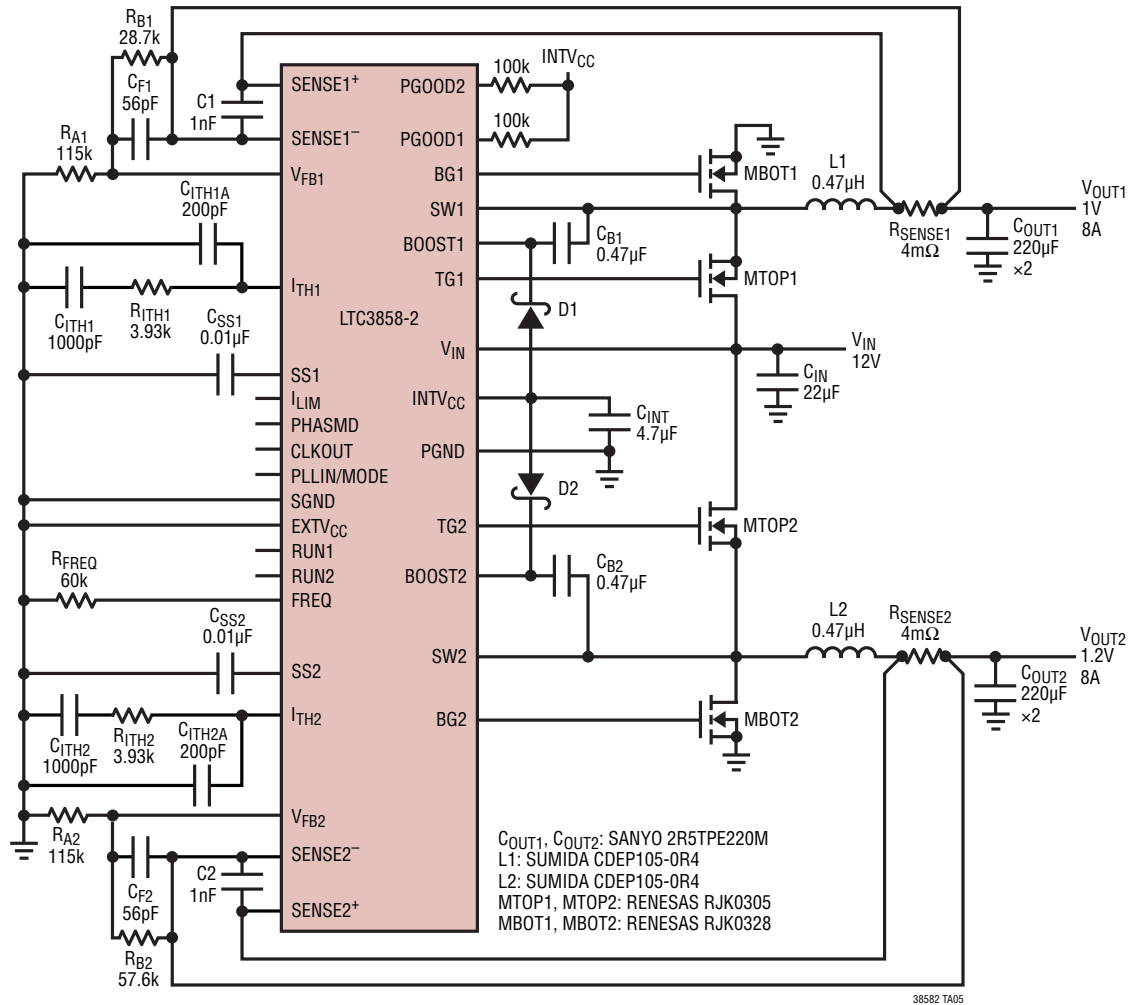 RB1
28.7k
CF1
56pF
RA1
115k
C1
1nF
SENSE1+
SENSE1−
VFB1
CITH1A
200pF
ITH1
CITH1
1000pF
RITH1
3.93k
CSS1
0.01µF
SS1
ILIM
PHASMD
CLKOUT
PLLIN/MODE
SGND
EXTVCC
RUN1
RUN2
RFREQ
60k
FREQ
CSS2
0.01µF
SS2
ITH2
CITH2
1000pF
RITH2
3.93k
CITH2A
200pF
VFB2
RA2
115k
SENSE2−
CF2
56pF
C2
1nF
SENSE2+
RB2
57.6k
LTC3858-2
PGOOD2
100k
INTVCC
PGOOD1
100k
BG1
MBOT1
SW1
BOOST1
CB1
0.47µF
TG1
MTOP1
D1
VIN
INTVCC
CINT
4.7µF
PGND
D2
TG2
MTOP2
BOOST2
CB2
0.47µF
SW2
BG2
MBOT2
L1
0.47µH
RSENSE1
4mΩ
VOUT1
1V
8A
COUT1
220µF
×2
VIN
12V
CIN
22µF
L2
0.47µH
RSENSE2
4mΩ
VOUT2
1.2V
8A
COUT2
220µF
×2
COUT1, COUT2: SANYO 2R5TPE220M
L1: SUMIDA CDEP105-0R4
L2: SUMIDA CDEP105-0R4
MTOP1, MTOP2: RENESAS RJK0305
MBOT1, MBOT2: RENESAS RJK0328
38582 TA05